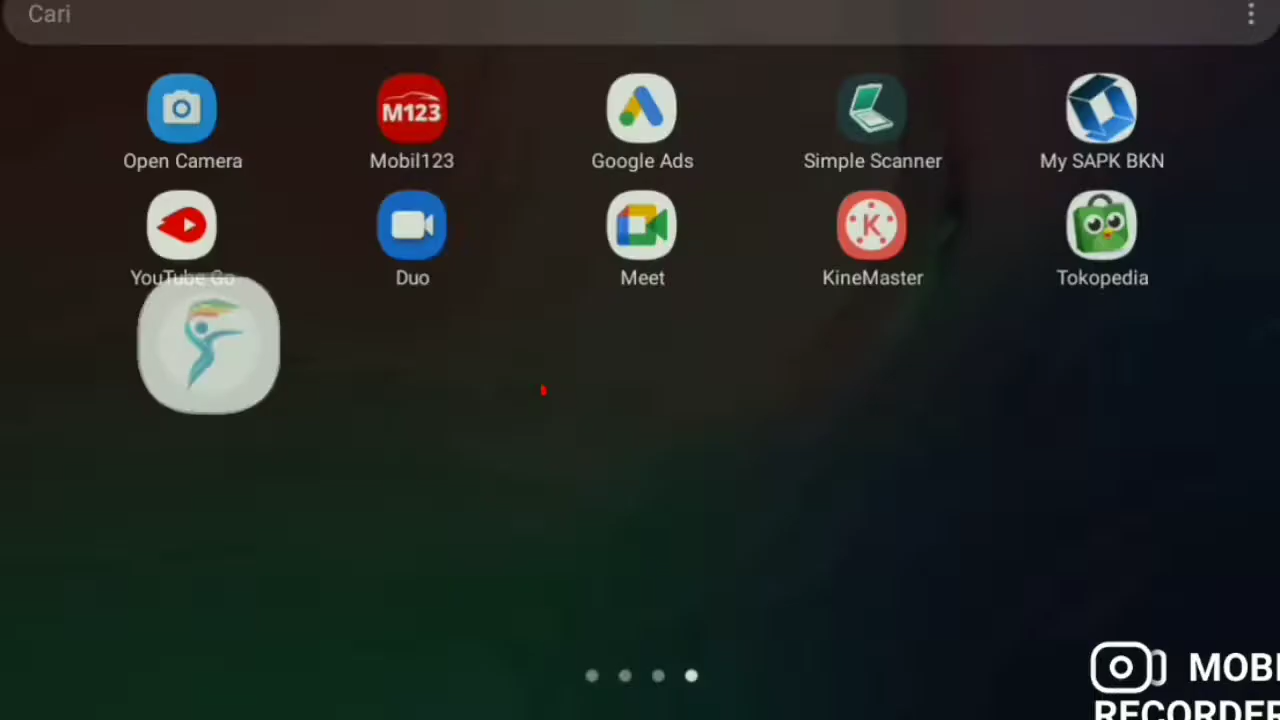 Cari
M123
Open Camera
Mobil123
Google Ads
Simple Scanner
My SAPK BKN
K
YouTube Go
Duo
Meet
KineMaster
Tokopedia
MOBI
RECORDER